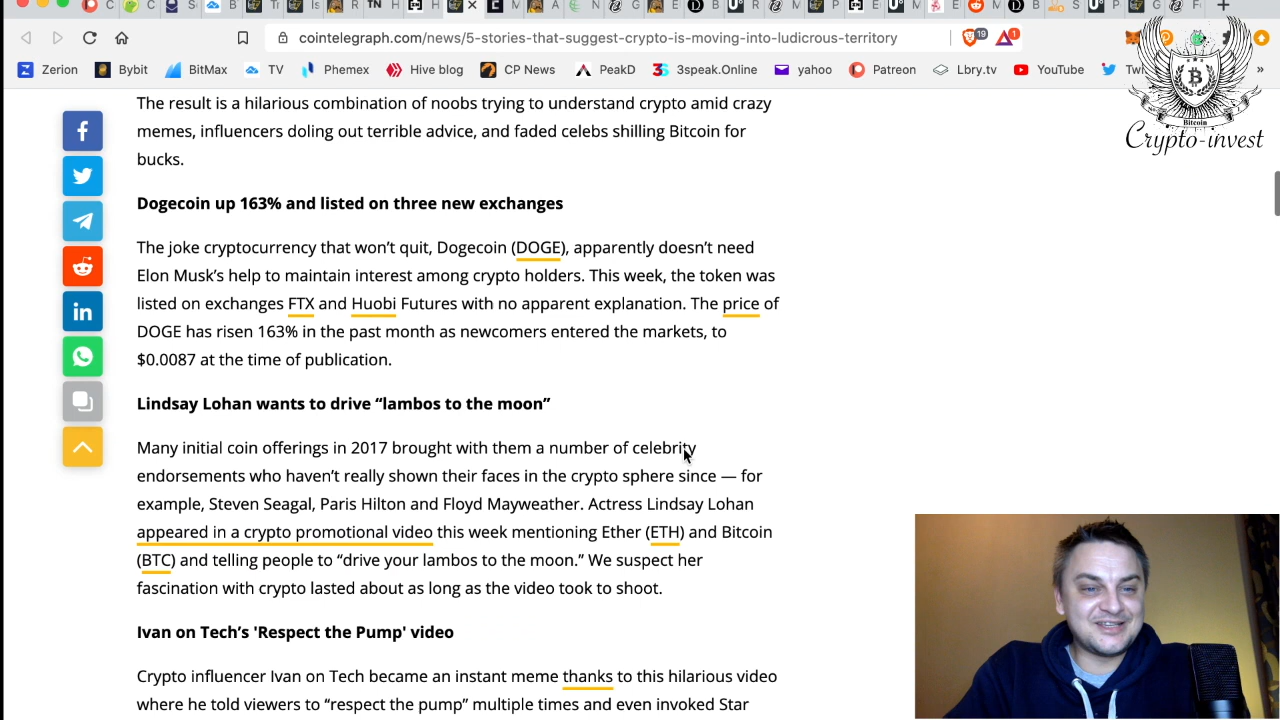 cointelegraph.com/news/5-stories-that-suggest-crypto-is-moving-into-ludicrous-territory
19
1
Zerion
Bybit
BitMax
TV
Phemex
Hive blog
CP News
PeakD
3speak.Online
yahoo
Patreon
Lbry.tv
YouTube
»
Bitcoin
Crypto-invest
The result is a hilarious combination of noobs trying to understand crypto amid crazy
memes, influencers doling out terrible advice, and faded celebs shilling Bitcoin for
bucks.
Dogecoin up 163% and listed on three new exchanges
The joke cryptocurrency that won’t quit, Dogecoin (DOGE), apparently doesn’t need
Elon Musk’s help to maintain interest among crypto holders. This week, the token was
listed on exchanges FTX and Huobi Futures with no apparent explanation. The price of
DOGE has risen 163% in the past month as newcomers entered the markets, to
$0.0087 at the time of publication.
Lindsay Lohan wants to drive “lambos to the moon”
Many initial coin offerings in 2017 brought with them a number of celebrity
endorsements who haven’t really shown their faces in the crypto sphere since — for
example, Steven Seagal, Paris Hilton and Floyd Mayweather. Actress Lindsay Lohan
appeared in a crypto promotional video this week mentioning Ether (ETH) and Bitcoin
(BTC) and telling people to “drive your lambos to the moon.” We suspect her
fascination with crypto lasted about as long as the video took to shoot.
Ivan on Tech’s 'Respect the Pump' video
Crypto influencer Ivan on Tech became an instant meme thanks to this hilarious video
where he told viewers to “respect the pump” multiple times and even invoked Star